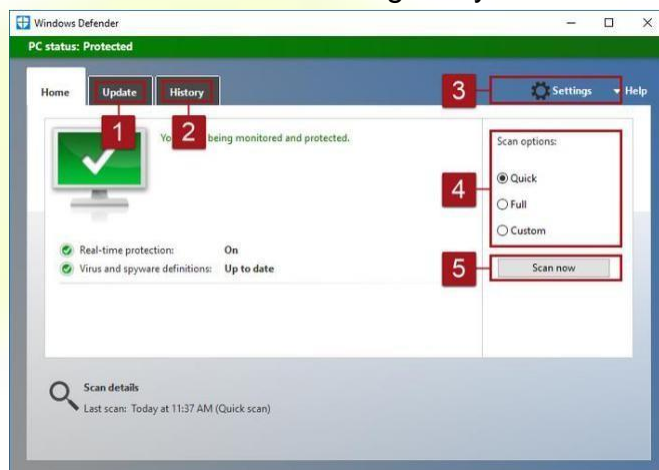 Windows Defender
PC status: Protected
Home Update History 3 Settings Help
1 2 being monitored and protected.
Scan options:
4 Quick
Full
Custom
Real-time protection: On
Virus and spyware definitions: Up to date
5 Scan now
Scan details
Last scan: Today at 11:37 AM (Quick scan)